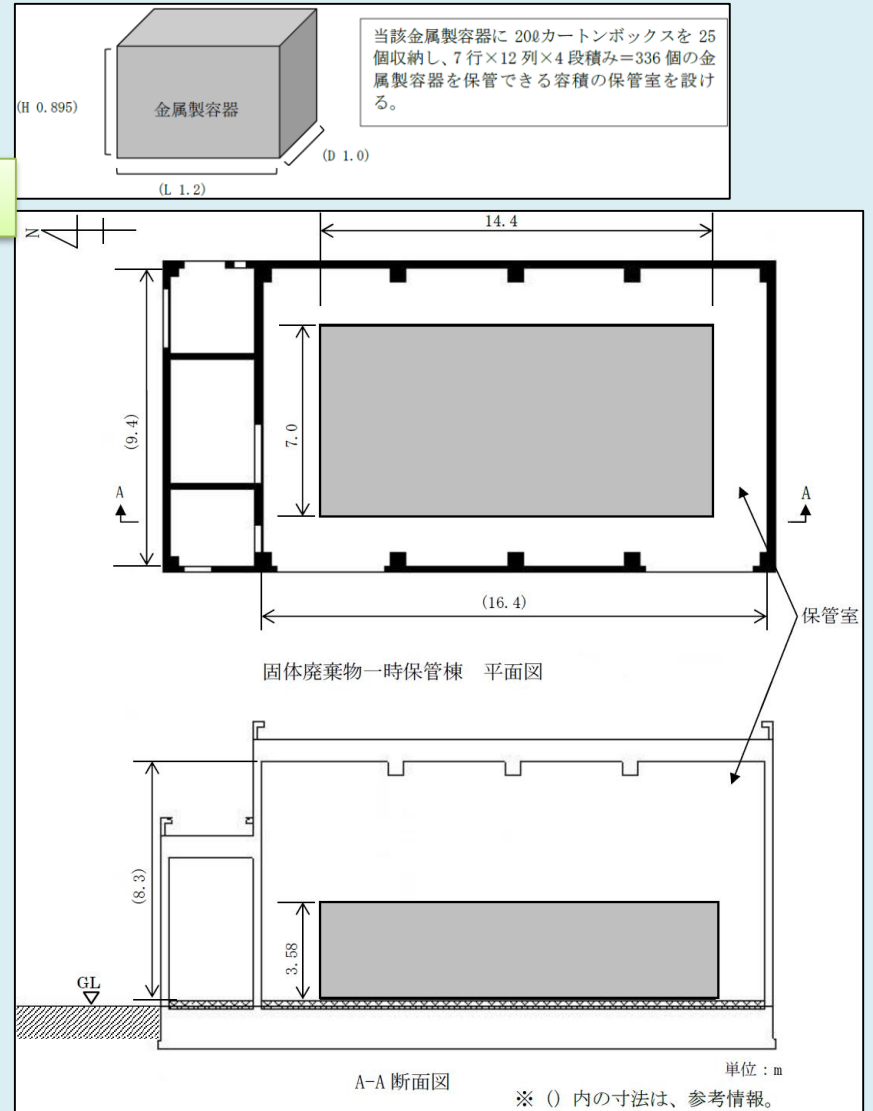 当該金属製容器に 20ℓカートンボックスを 25
個収納し、7 行×12 列×4 段積み＝336 個の金
属製容器を保管できる容積の保管室を設け
る。
(H 0.895)
金属製容器
(D 1.0)
(L 1.2)
N
14.4
(9.4)
7.0
A
A
(16.4)
保管室
固体廃棄物一時保管棟　平面図
(8.3)
3.58
GL
A-A 断面図
単位：m
※ () 内の寸法は、参考情報。